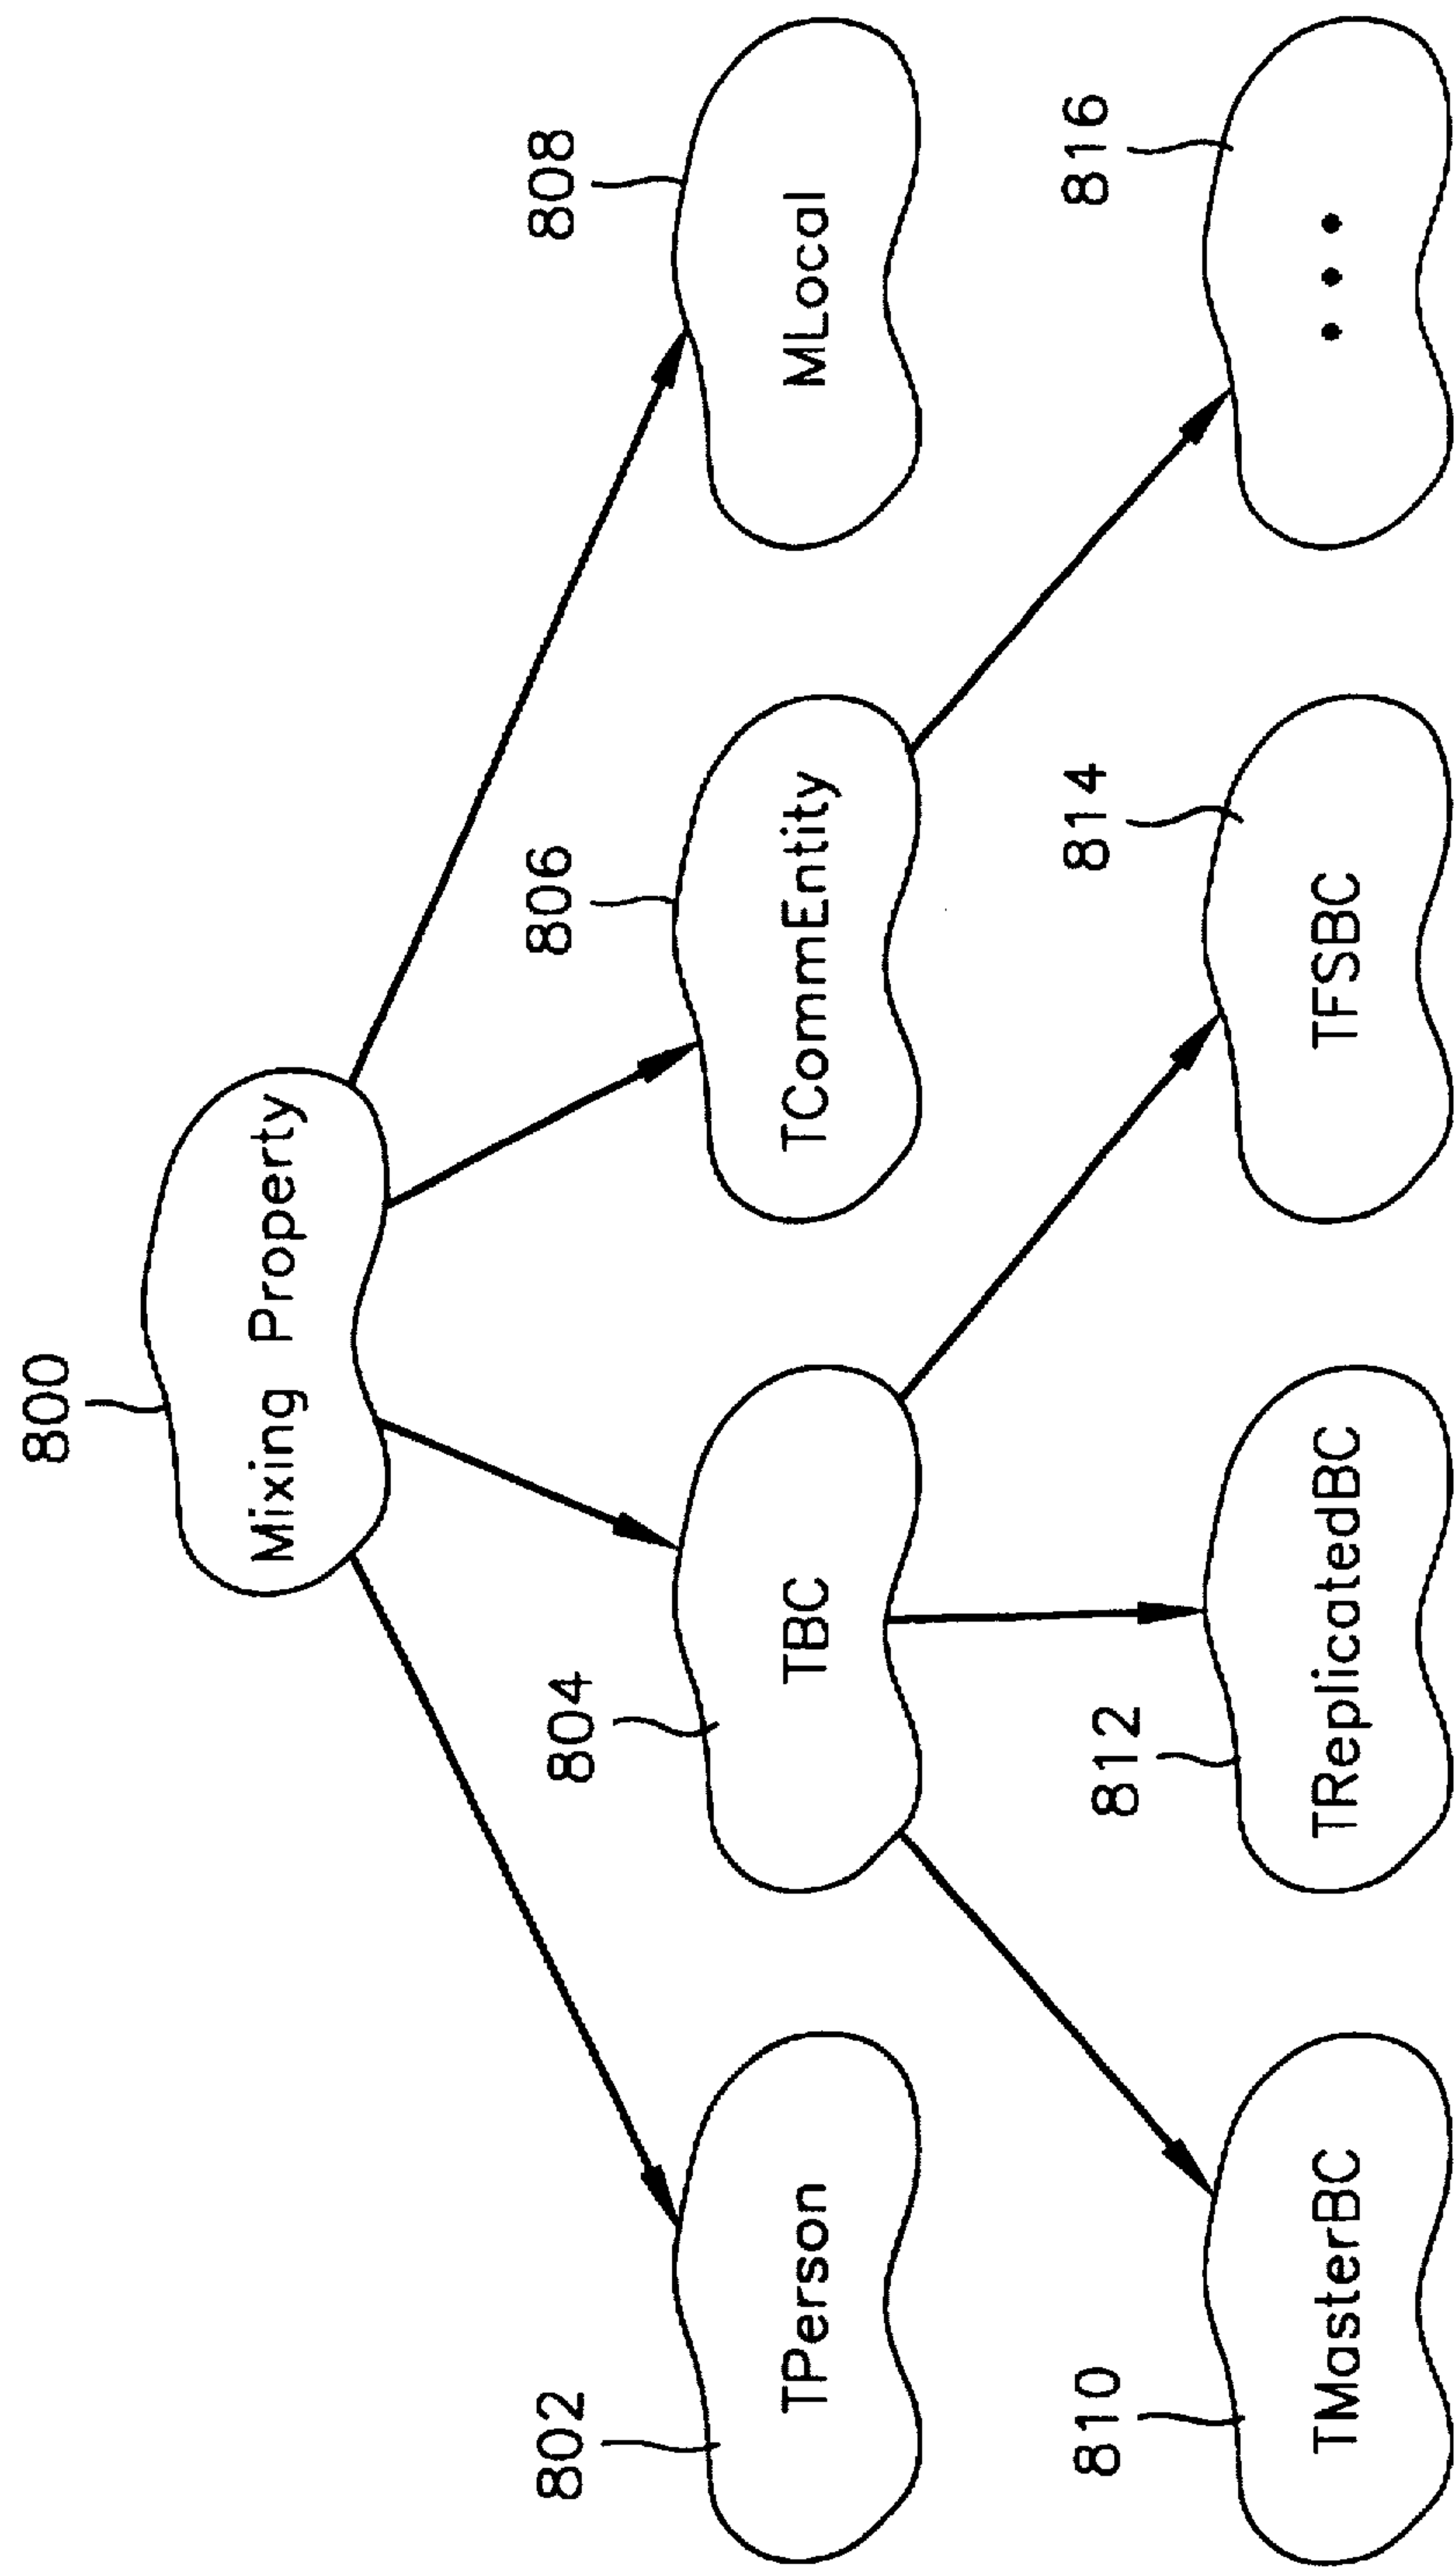 800
Mixing Property
802
804
806
808
TPerson
TBC
TCommEntity
MLocal
810
812
814
816
TMasterBC
TReplicatedBC
TFSBC
• • •